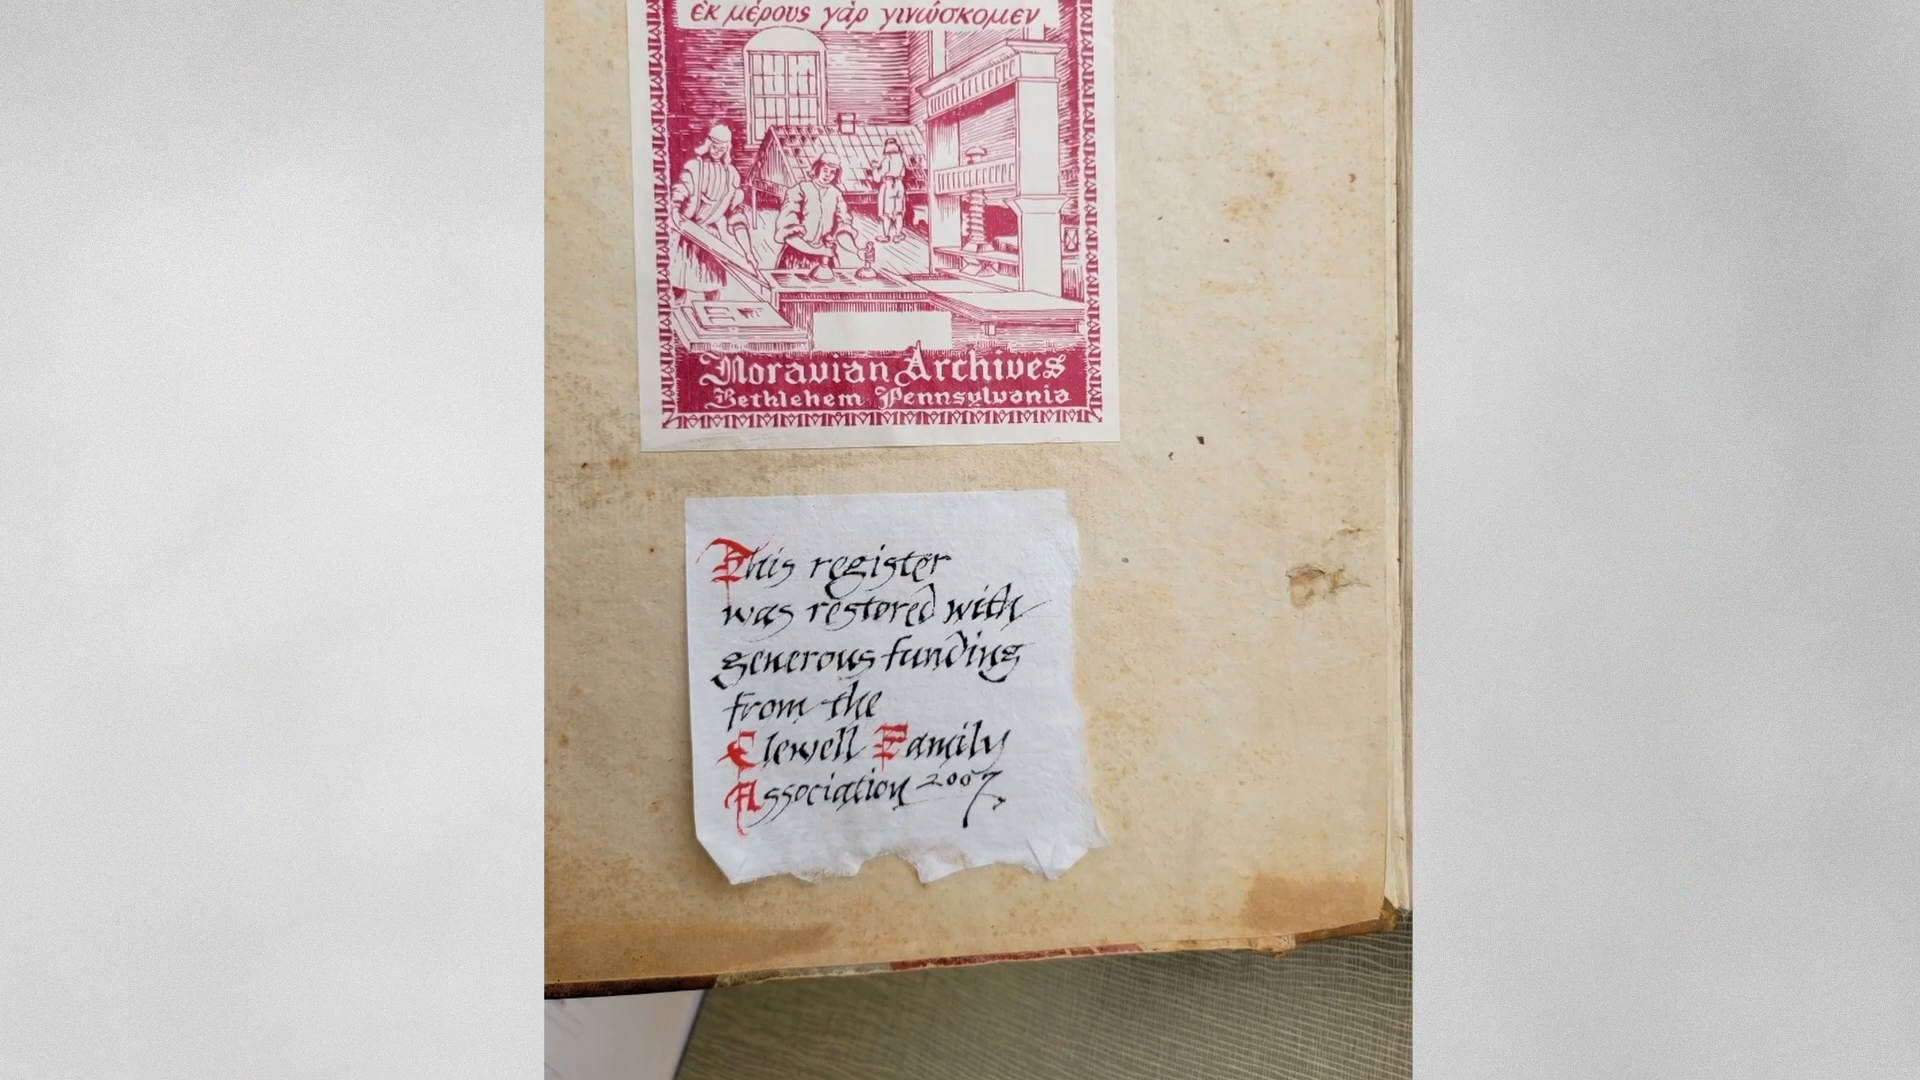 ἐκ μέρους γάρ γινώσκομεν
Moravian Archives
Bethlehem Pennsylvania
This register
was restored with
generous funding
from the
Clewell Family
Association 2007